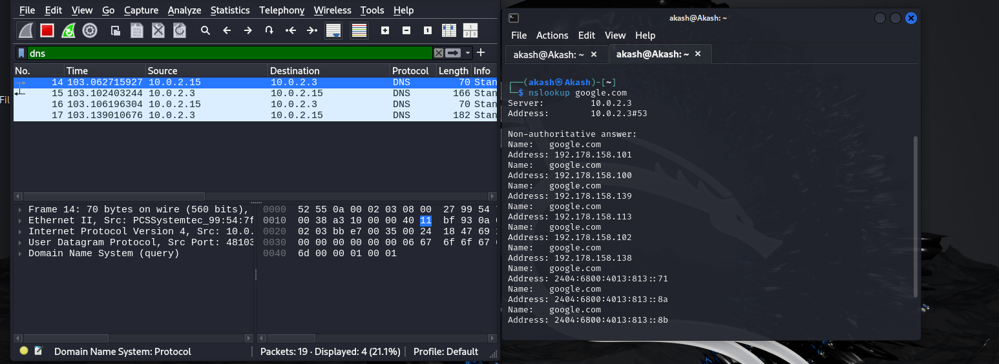 File Edit View Go Capture Analyze Statistics Telephony Wireless Tools Help
dns
No. Time Source Destination Protocol Length Info
14 103.062715927 10.0.2.15 10.0.2.3 DNS 70 Stan
15 103.102403244 10.0.2.3 10.0.2.15 DNS 166 Stan
16 103.106196304 10.0.2.15 10.0.2.3 DNS 70 Stan
17 103.139010676 10.0.2.3 10.0.2.15 DNS 182 Stan
Fil
Frame 14: 70 bytes on wire (560 bits),
Ethernet II, Src: PCSSystemtec_99:54:7f
Internet Protocol Version 4, Src: 10.0.
User Datagram Protocol, Src Port: 48103
Domain Name System (query)
0000 52 55 0a 00 02 03 08 00 27 99 54
0010 00 38 a3 10 00 00 40 11 bf 93 0a
0020 02 03 bb e7 00 35 00 24 18 47 69
0030 00 00 00 00 00 00 06 67 6f 6f 67
0040 6d 00 00 01 00 01
Domain Name System: Protocol
Packets: 19 · Displayed: 4 (21.1%)
Profile: Default
akash@Akash: ~
File Actions Edit View Help
akash@Akash: ~ × akash@Akash: ~ ×
┌──(akash㉿Akash)-[~]
└─$ nslookup google.com
Server: 10.0.2.3
Address: 10.0.2.3#53
Non-authoritative answer:
Name: google.com
Address: 192.178.158.101
Name: google.com
Address: 192.178.158.100
Name: google.com
Address: 192.178.158.139
Name: google.com
Address: 192.178.158.113
Name: google.com
Address: 192.178.158.102
Name: google.com
Address: 192.178.158.138
Name: google.com
Address: 2404:6800:4013:813::71
Name: google.com
Address: 2404:6800:4013:813::8a
Name: google.com
Address: 2404:6800:4013:813::8b